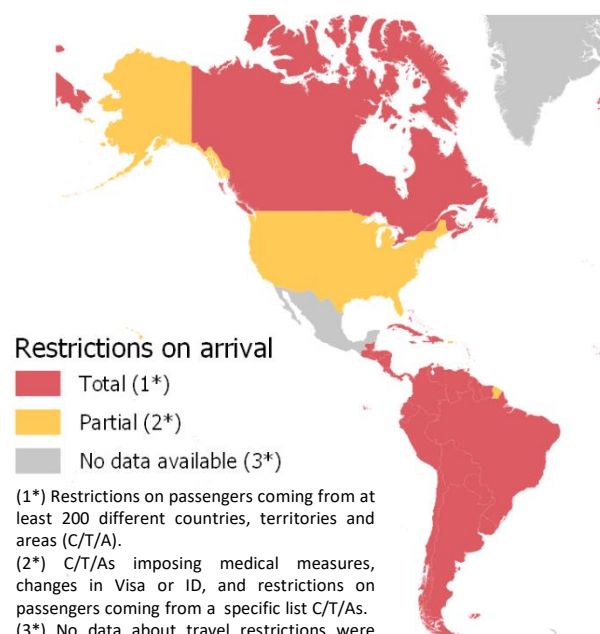 Restrictions on arrival
Total (1*)
Partial (2*)
No data available (3*)
(1*) Restrictions on passengers coming from at
least 200 different countries, territories and
areas (C/T/A).
(2*) C/T/As imposing medical measures,
changes in Visa or ID, and restrictions on
passengers coming from a specific list C/T/As.
(3*) No data about travel restrictions were